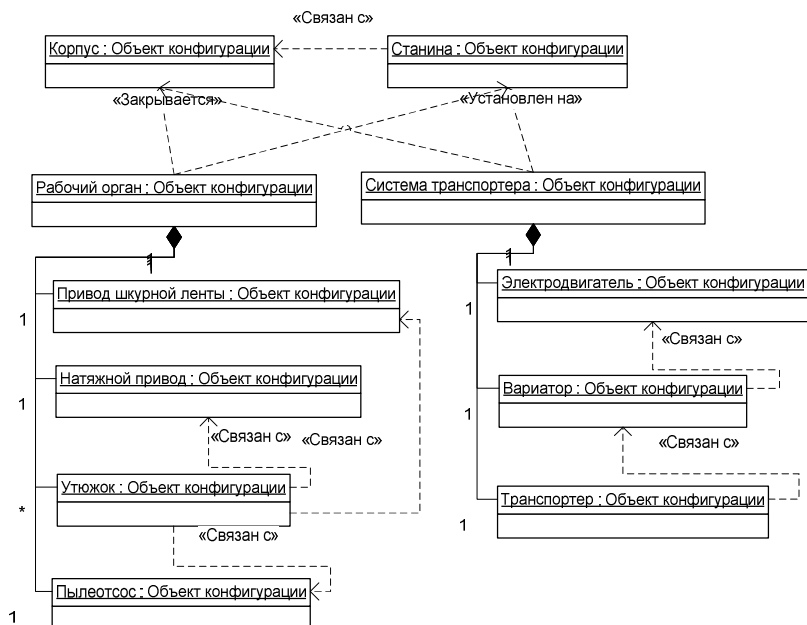 «Связан с»
Корпус : Объект конфигурации
Станина : Объект конфигурации
«Закрывается»
«Установлен на»
Рабочий орган : Объект конфигурации
Система транспортера : Объект конфигурации
1
1
Привод шкурной ленты : Объект конфигурации
1
Электродвигатель : Объект конфигурации
1
«Связан с»
Натяжной привод : Объект конфигурации
1
Вариатор : Объект конфигурации
1
«Связан с»
«Связан с»
«Связан с»
Утюжок : Объект конфигурации
*
Транспортер : Объект конфигурации
1
«Связан с»
Пылеотсос : Объект конфигурации
1